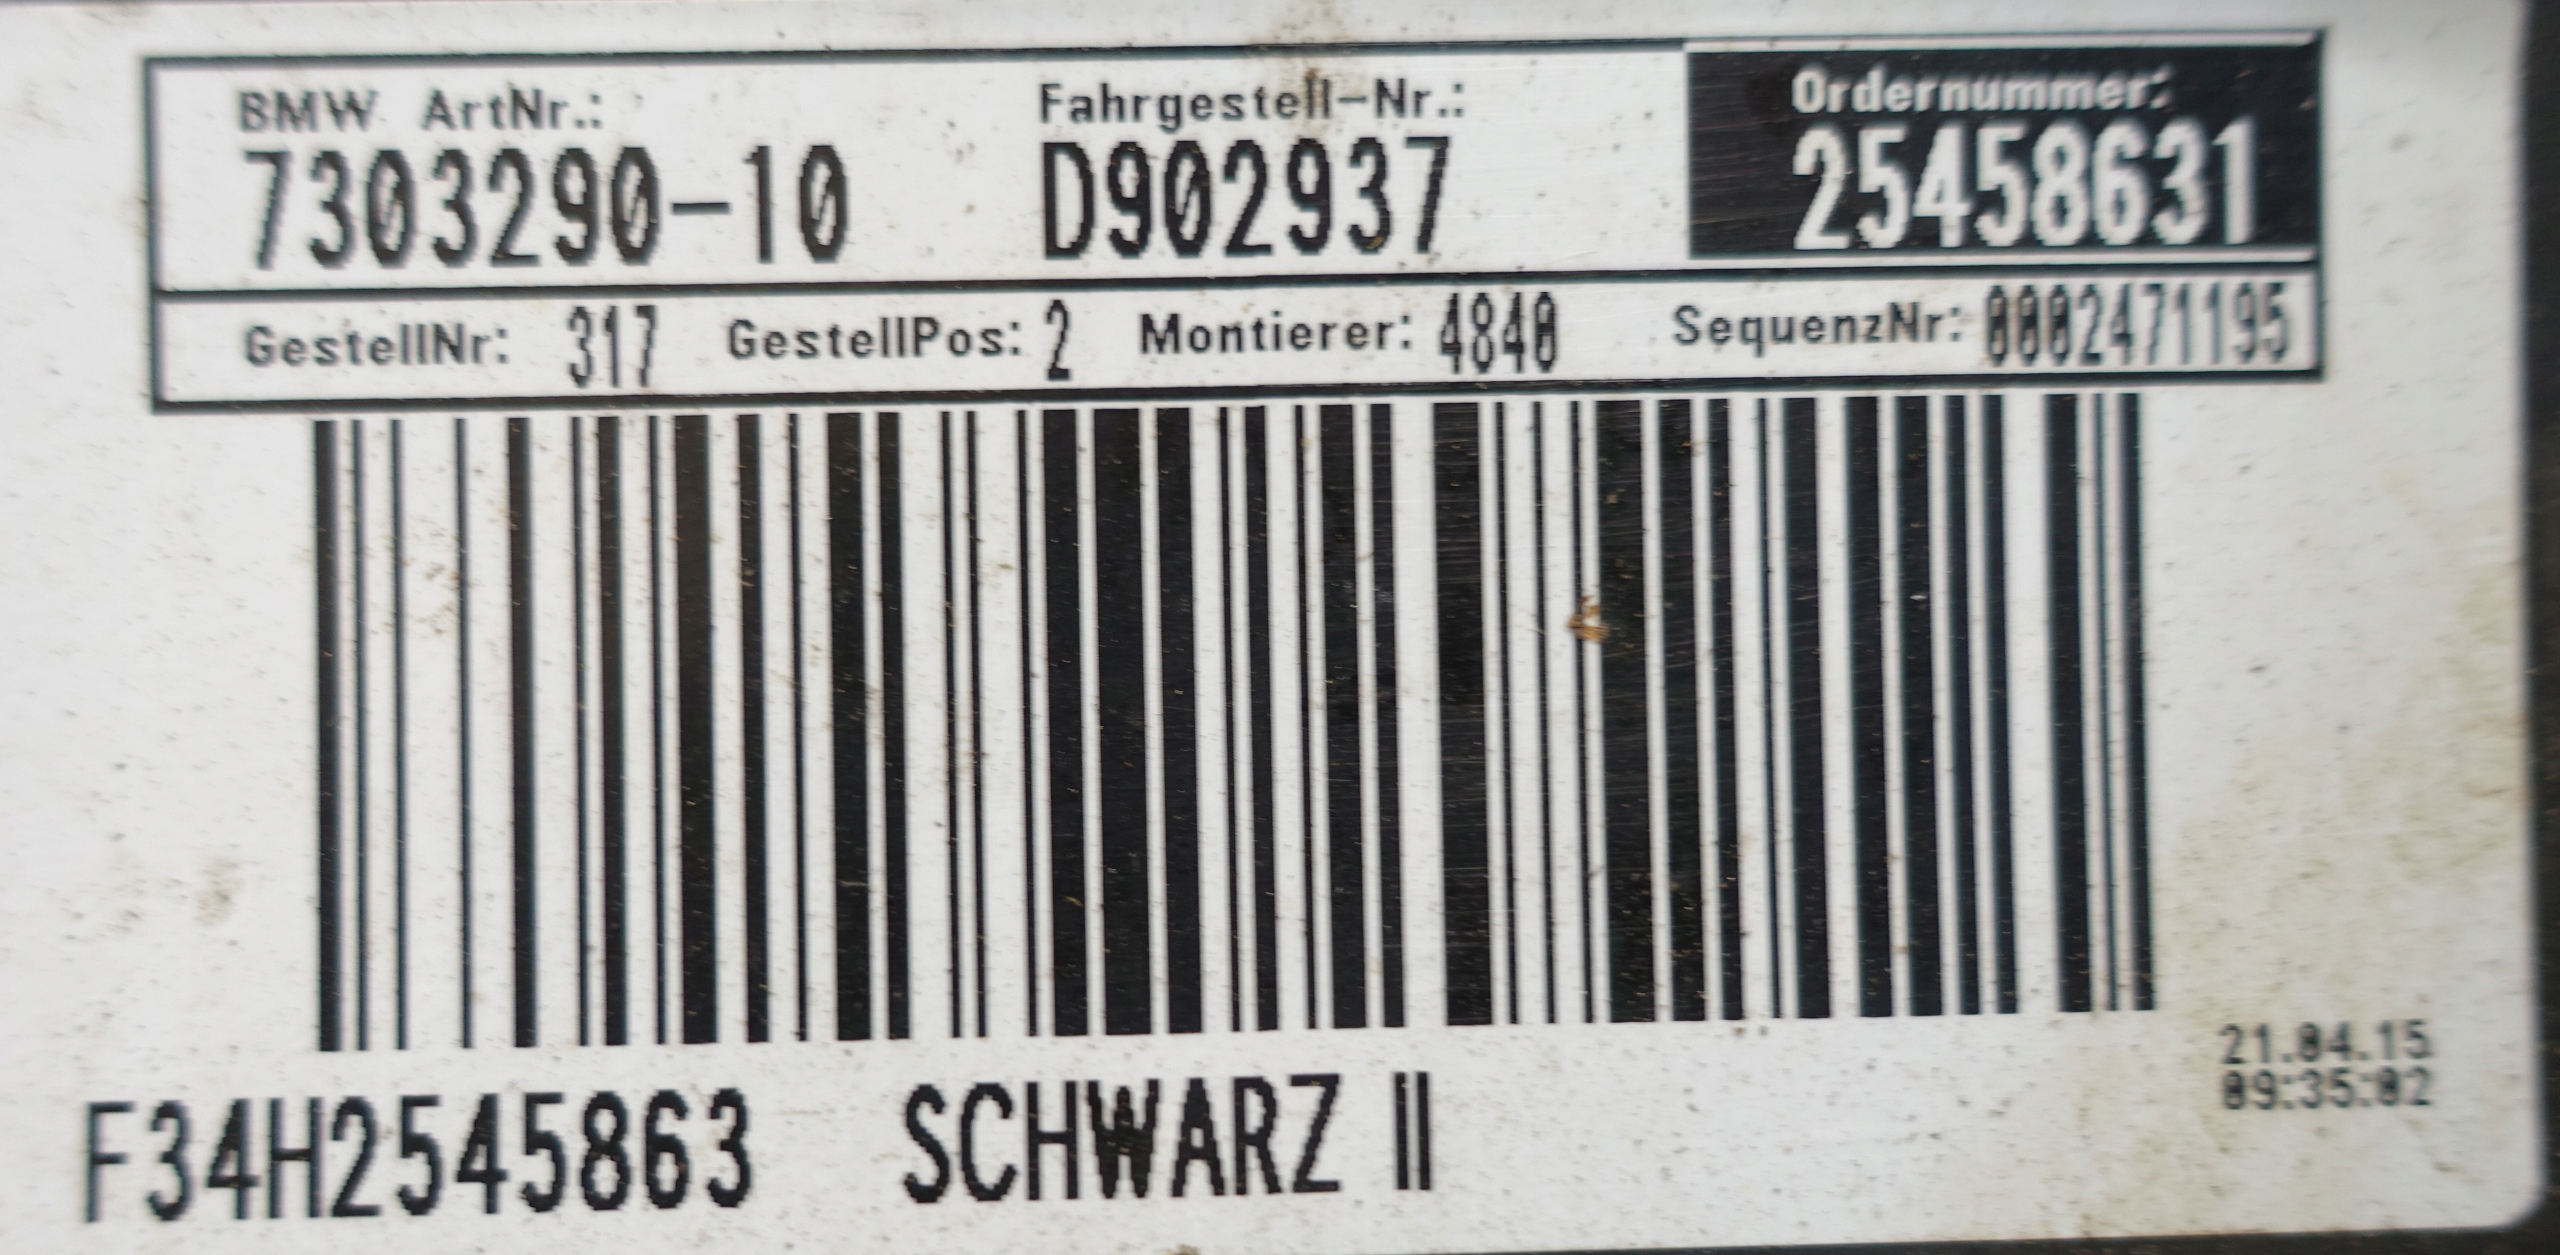 BMW ArtNr.: Fahrgestell-Nr.: Ordernummer:
7303290-10 D902937 25458631
GestellNr: 317 GestellPos: 2 Montierer: 4840 SequenzNr: 0002471195
21.04.15
09:35:02
F34H2545863 SCHWARZ II